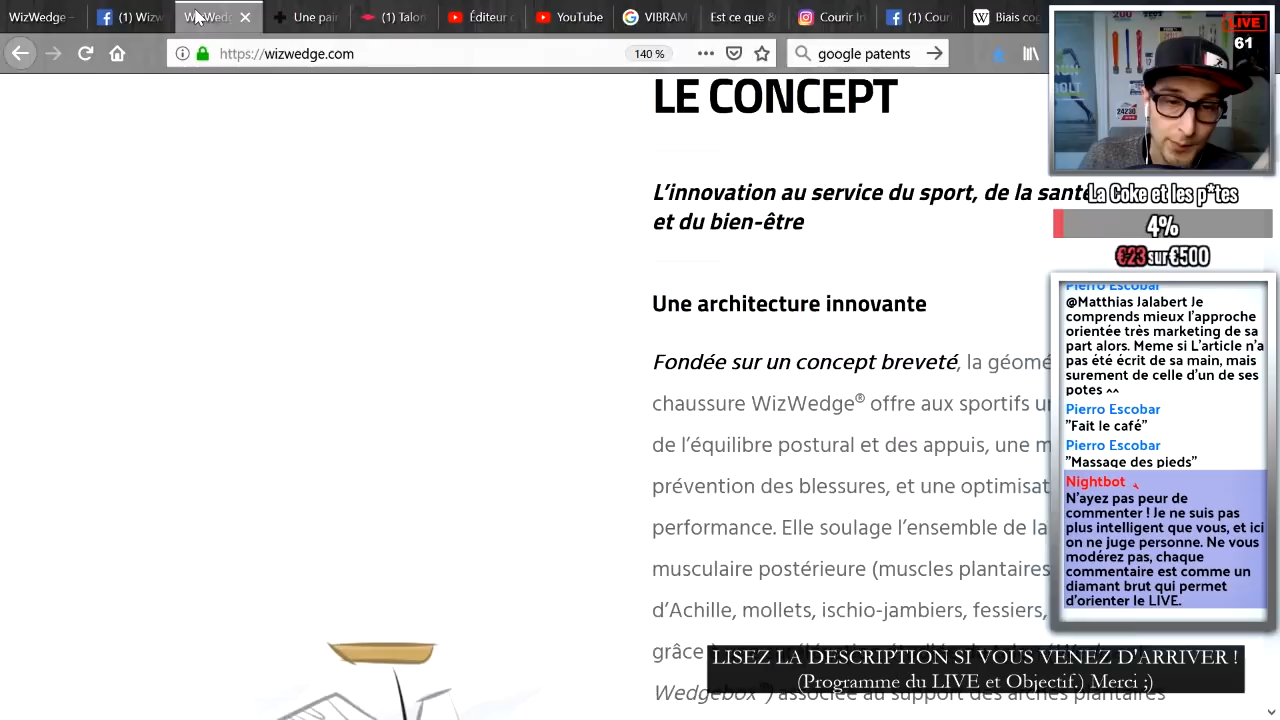 WizWedge –
(1) Wizw
WizWedg
Une pair
(1) Talon
Éditeur d
YouTube
VIBRAM
Est ce que &
Courir In
(1) Cou
Biais cog
https://wizwedge.com
140 %
google patents
LIVE
61
LE CONCEPT
L'innovation au service du sport, de la santé
et du bien-être
Une architecture innovante
Fondée sur un concept breveté, la géomé
chaussure WizWedge® offre aux sportifs un
de l'équilibre postural et des appuis, une m
prévention des blessures, et une optimisat
performance. Elle soulage l'ensemble de la
musculaire postérieure (muscles plantaires
d'Achille, mollets, ischio-jambiers, fessiers,
grâce
Wedgebox®) associée au support des arches plantaires
La Coke et les p*tes
4%
€23 sur €500
Pierro Escobar
@Matthias Jalabert Je
comprends mieux l'approche
orientée très marketing de sa
part alors. Meme si L'article n'a
pas été écrit de sa main, mais
surement de celle d'un de ses
potes ^^
Pierro Escobar
"Fait le café"
Pierro Escobar
"Massage des pieds"
Nightbot
N'ayez pas peur de
commenter ! Je ne suis pas
plus intelligent que vous, et ici
on ne juge personne. Ne vous
modérez pas, chaque
commentaire est comme un
diamant brut qui permet
d'orienter le LIVE.
LISEZ LA DESCRIPTION SI VOUS VENEZ D'ARRIVER !
(Programme du LIVE et Objectif.) Merci ;)